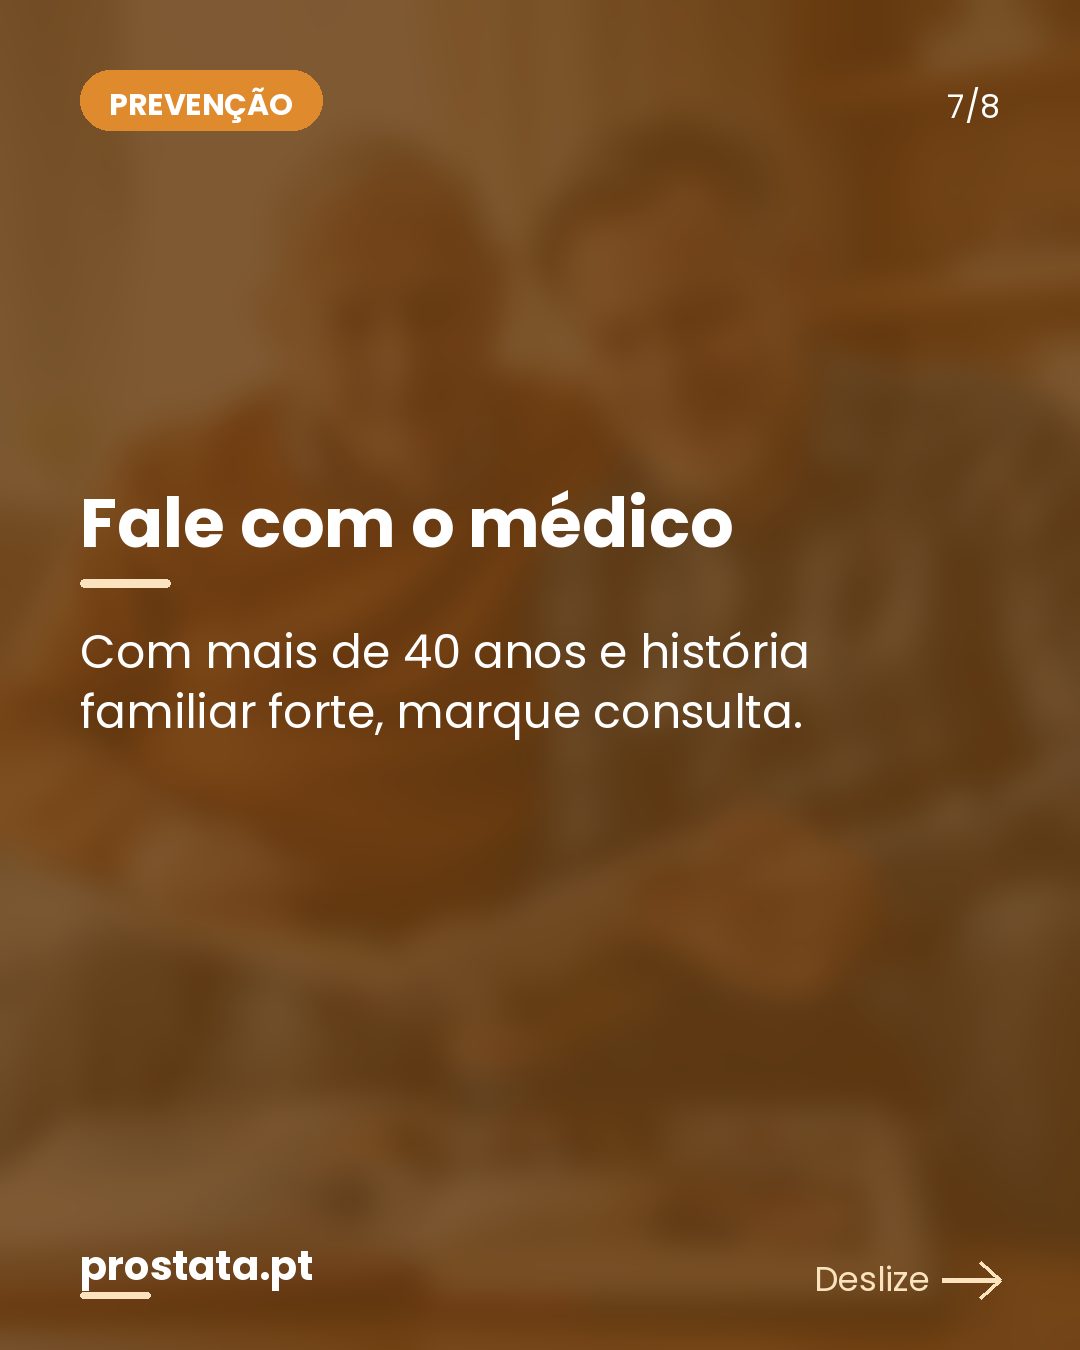 PREVENÇÃO
7/8
Fale com o médico
Com mais de 40 anos e história
familiar forte, marque consulta.
prostata.pt
Deslize